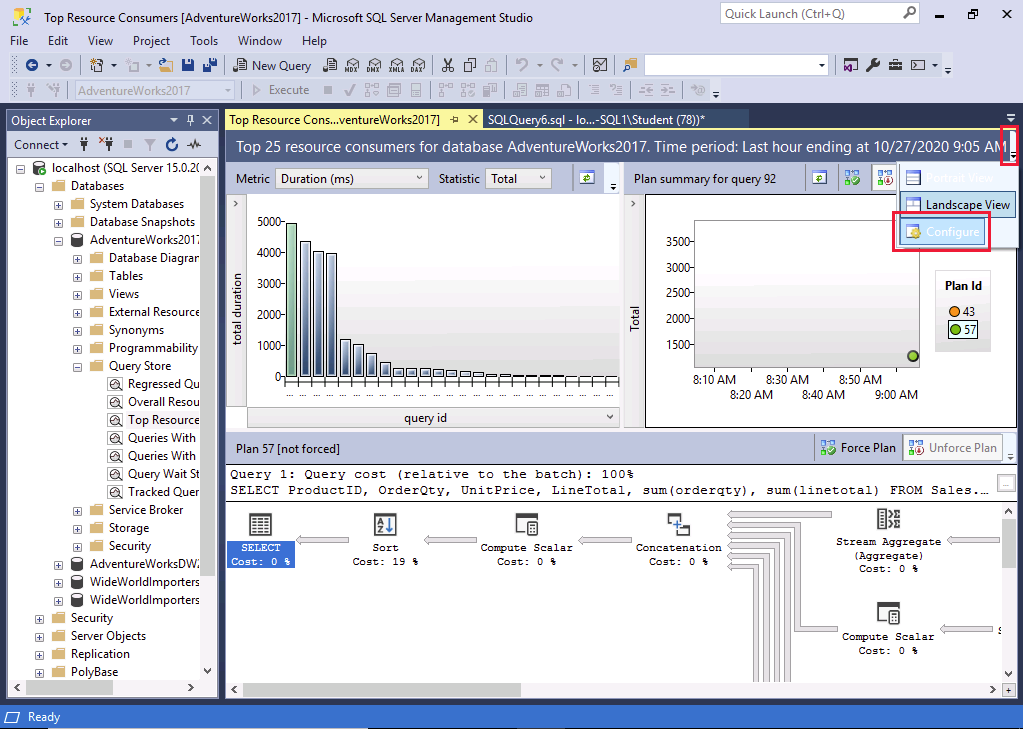 Top Resource Consumers [AdventureWorks2017] - Microsoft SQL Server Management Studio
Quick Launch (Ctrl+Q)
File Edit View Project Tools Window Help
New Query
MDX DMX XMLA DAX
AdventureWorks2017
Execute
Object Explorer
Connect
localhost (SQL Server 15.0.20
Databases
System Databases
Database Snapshots
AdventureWorks2017
Database Diagran
Tables
Views
External Resource
Synonyms
Programmability
Query Store
Regressed Qu
Overall Resou
Top Resource
Queries With
Queries With
Query Wait St
Tracked Quer
Service Broker
Storage
Security
AdventureWorksDW
WideWorldImporters
WideWorldImporters
Security
Server Objects
Replication
PolyBase
Top Resource Cons...ventureWorks2017]
SQLQuery6.sql - lo...-SQL1\Student (78))*
Top 25 resource consumers for database AdventureWorks2017. Time period: Last hour ending at 10/27/2020 9:05 AM
Metric Duration (ms) Statistic Total
Plan summary for query 92
Portrait View
Landscape View
Configure
total duration
5000
4000
3000
2000
1000
0
query id
Total
3500
3000
2500
2000
1500
8:10 AM 8:30 AM 8:50 AM
8:20 AM 8:40 AM 9:00 AM
Plan Id
43
57
Plan 57 [not forced]
Force Plan
Unforce Plan
Query 1: Query cost (relative to the batch): 100%
SELECT ProductID, OrderQty, UnitPrice, LineTotal, sum(orderqty), sum(linetotal) FROM Sales.…
SELECT
Cost: 0 %
Sort
Cost: 19 %
Compute Scalar
Cost: 0 %
Concatenation
Cost: 0 %
Stream Aggregate
(Aggregate)
Cost: 0 %
Compute Scalar
Cost: 0 %
Ready